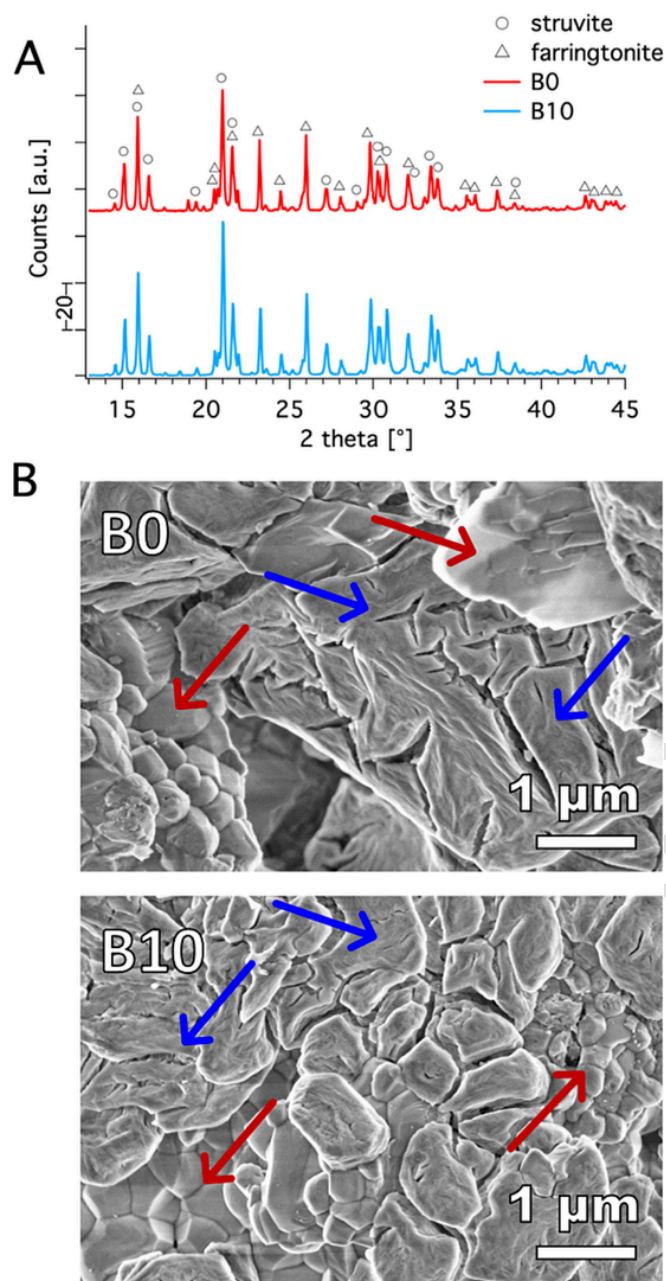 A
○ struvite
△ farringtonite
B0
B10
Counts [a.u.]
20
15 20 25 30 35 40 45
2 theta [°]
B
B0
1 µm
B10
1 µm